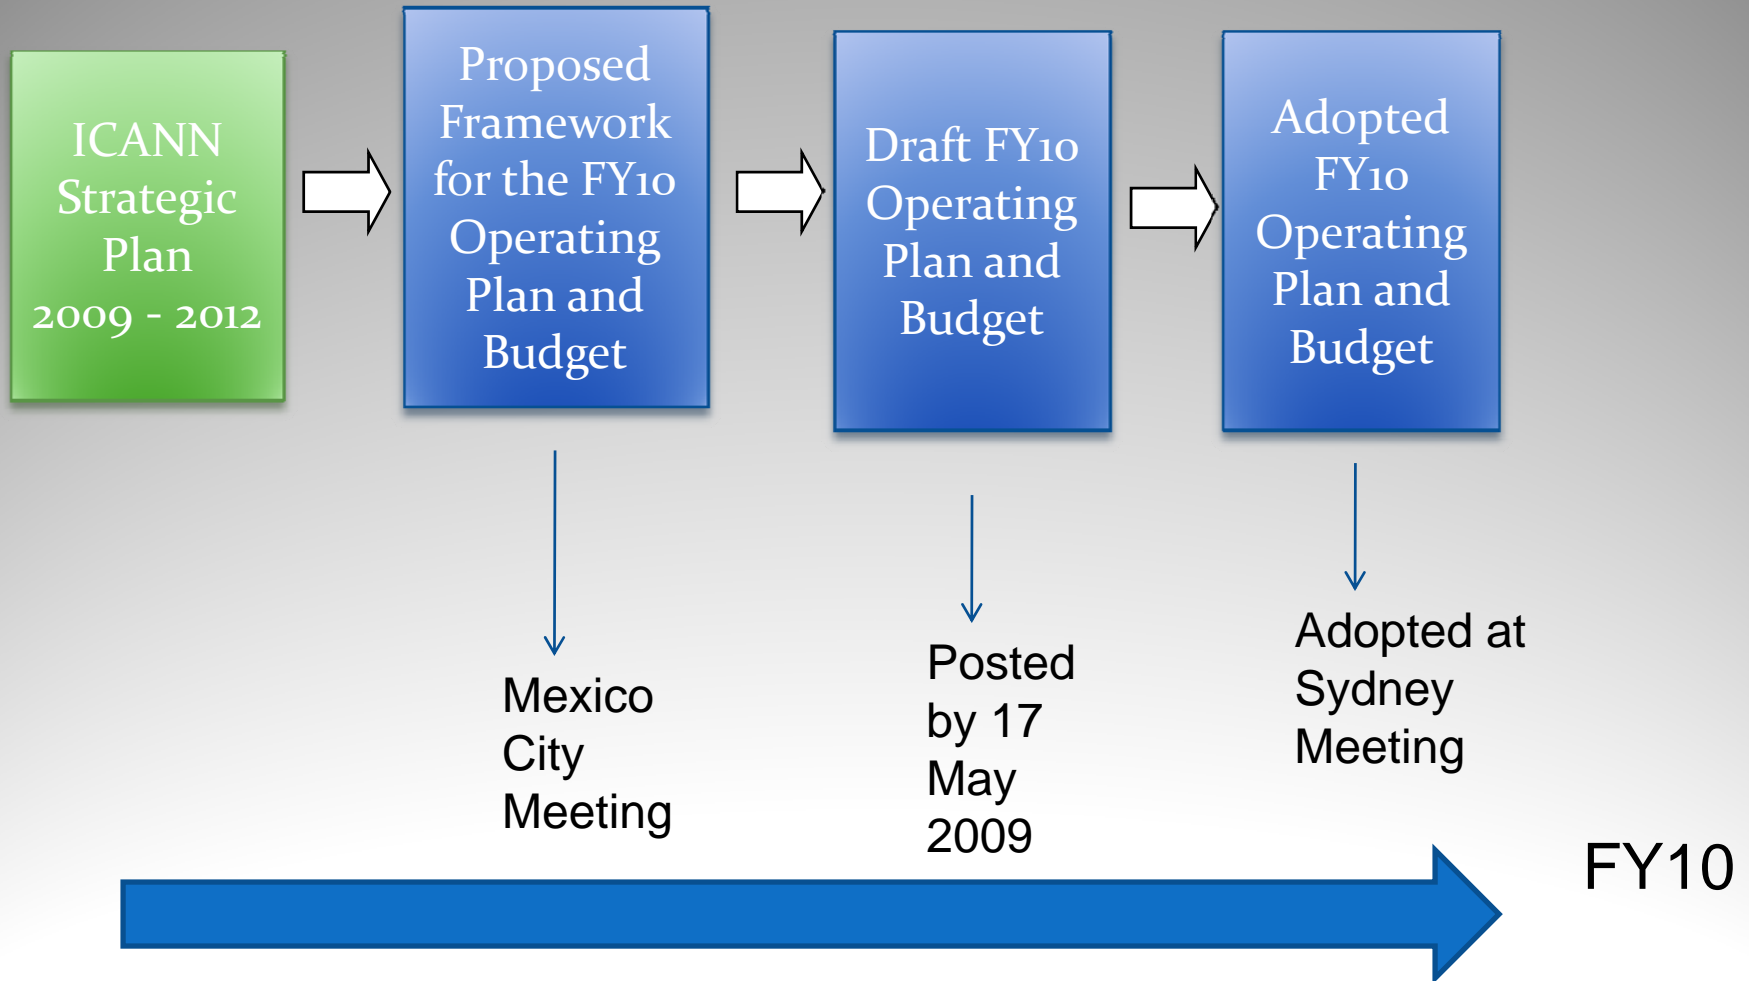 ICANN
Strategic
Plan
2009 - 2012
Proposed
Framework
for the FY10
Operating
Plan and
Budget
Draft FY10
Operating
Plan and
Budget
Adopted
FY10
Operating
Plan and
Budget
Mexico
City
Meeting
Posted
by 17
May
2009
Adopted at
Sydney
Meeting
FY10